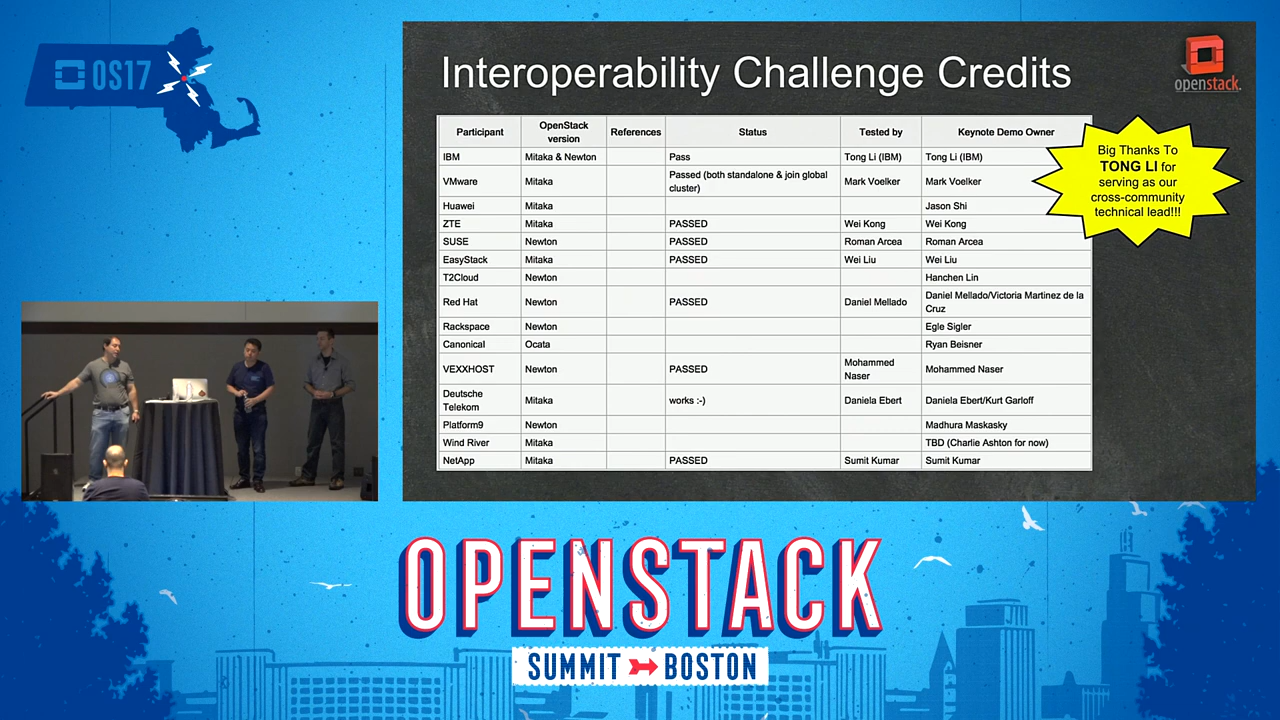 OS17
Interoperability Challenge Credits
openstack.
Participant OpenStack version References Status Tested by Keynote Demo Owner
IBM Mitaka & Newton Pass Tong Li (IBM) Tong Li (IBM)
VMware Mitaka Passed (both standalone & join global cluster) Mark Voelker Mark Voelker
Huawei Mitaka Jason Shi
ZTE Mitaka PASSED Wei Kong Wei Kong
SUSE Newton PASSED Roman Arcea Roman Arcea
EasyStack Mitaka PASSED Wei Liu Wei Liu
T2Cloud Newton Hanchen Lin
Red Hat Newton PASSED Daniel Mellado Daniel Mellado/Victoria Martinez de la Cruz
Rackspace Newton Egle Sigler
Canonical Ocata Ryan Beisner
VEXXHOST Newton PASSED Mohammed Naser Mohammed Naser
Deutsche Telekom Mitaka works :-) Daniela Ebert Daniela Ebert/Kurt Garloff
Platform9 Newton Madhura Maskasky
Wind River Mitaka TBD (Charlie Ashton for now)
NetApp Mitaka PASSED Sumit Kumar Sumit Kumar
Big Thanks To
TONG LI for
serving as our
cross-community
technical lead!!!
OPENSTACK
SUMMIT BOSTON